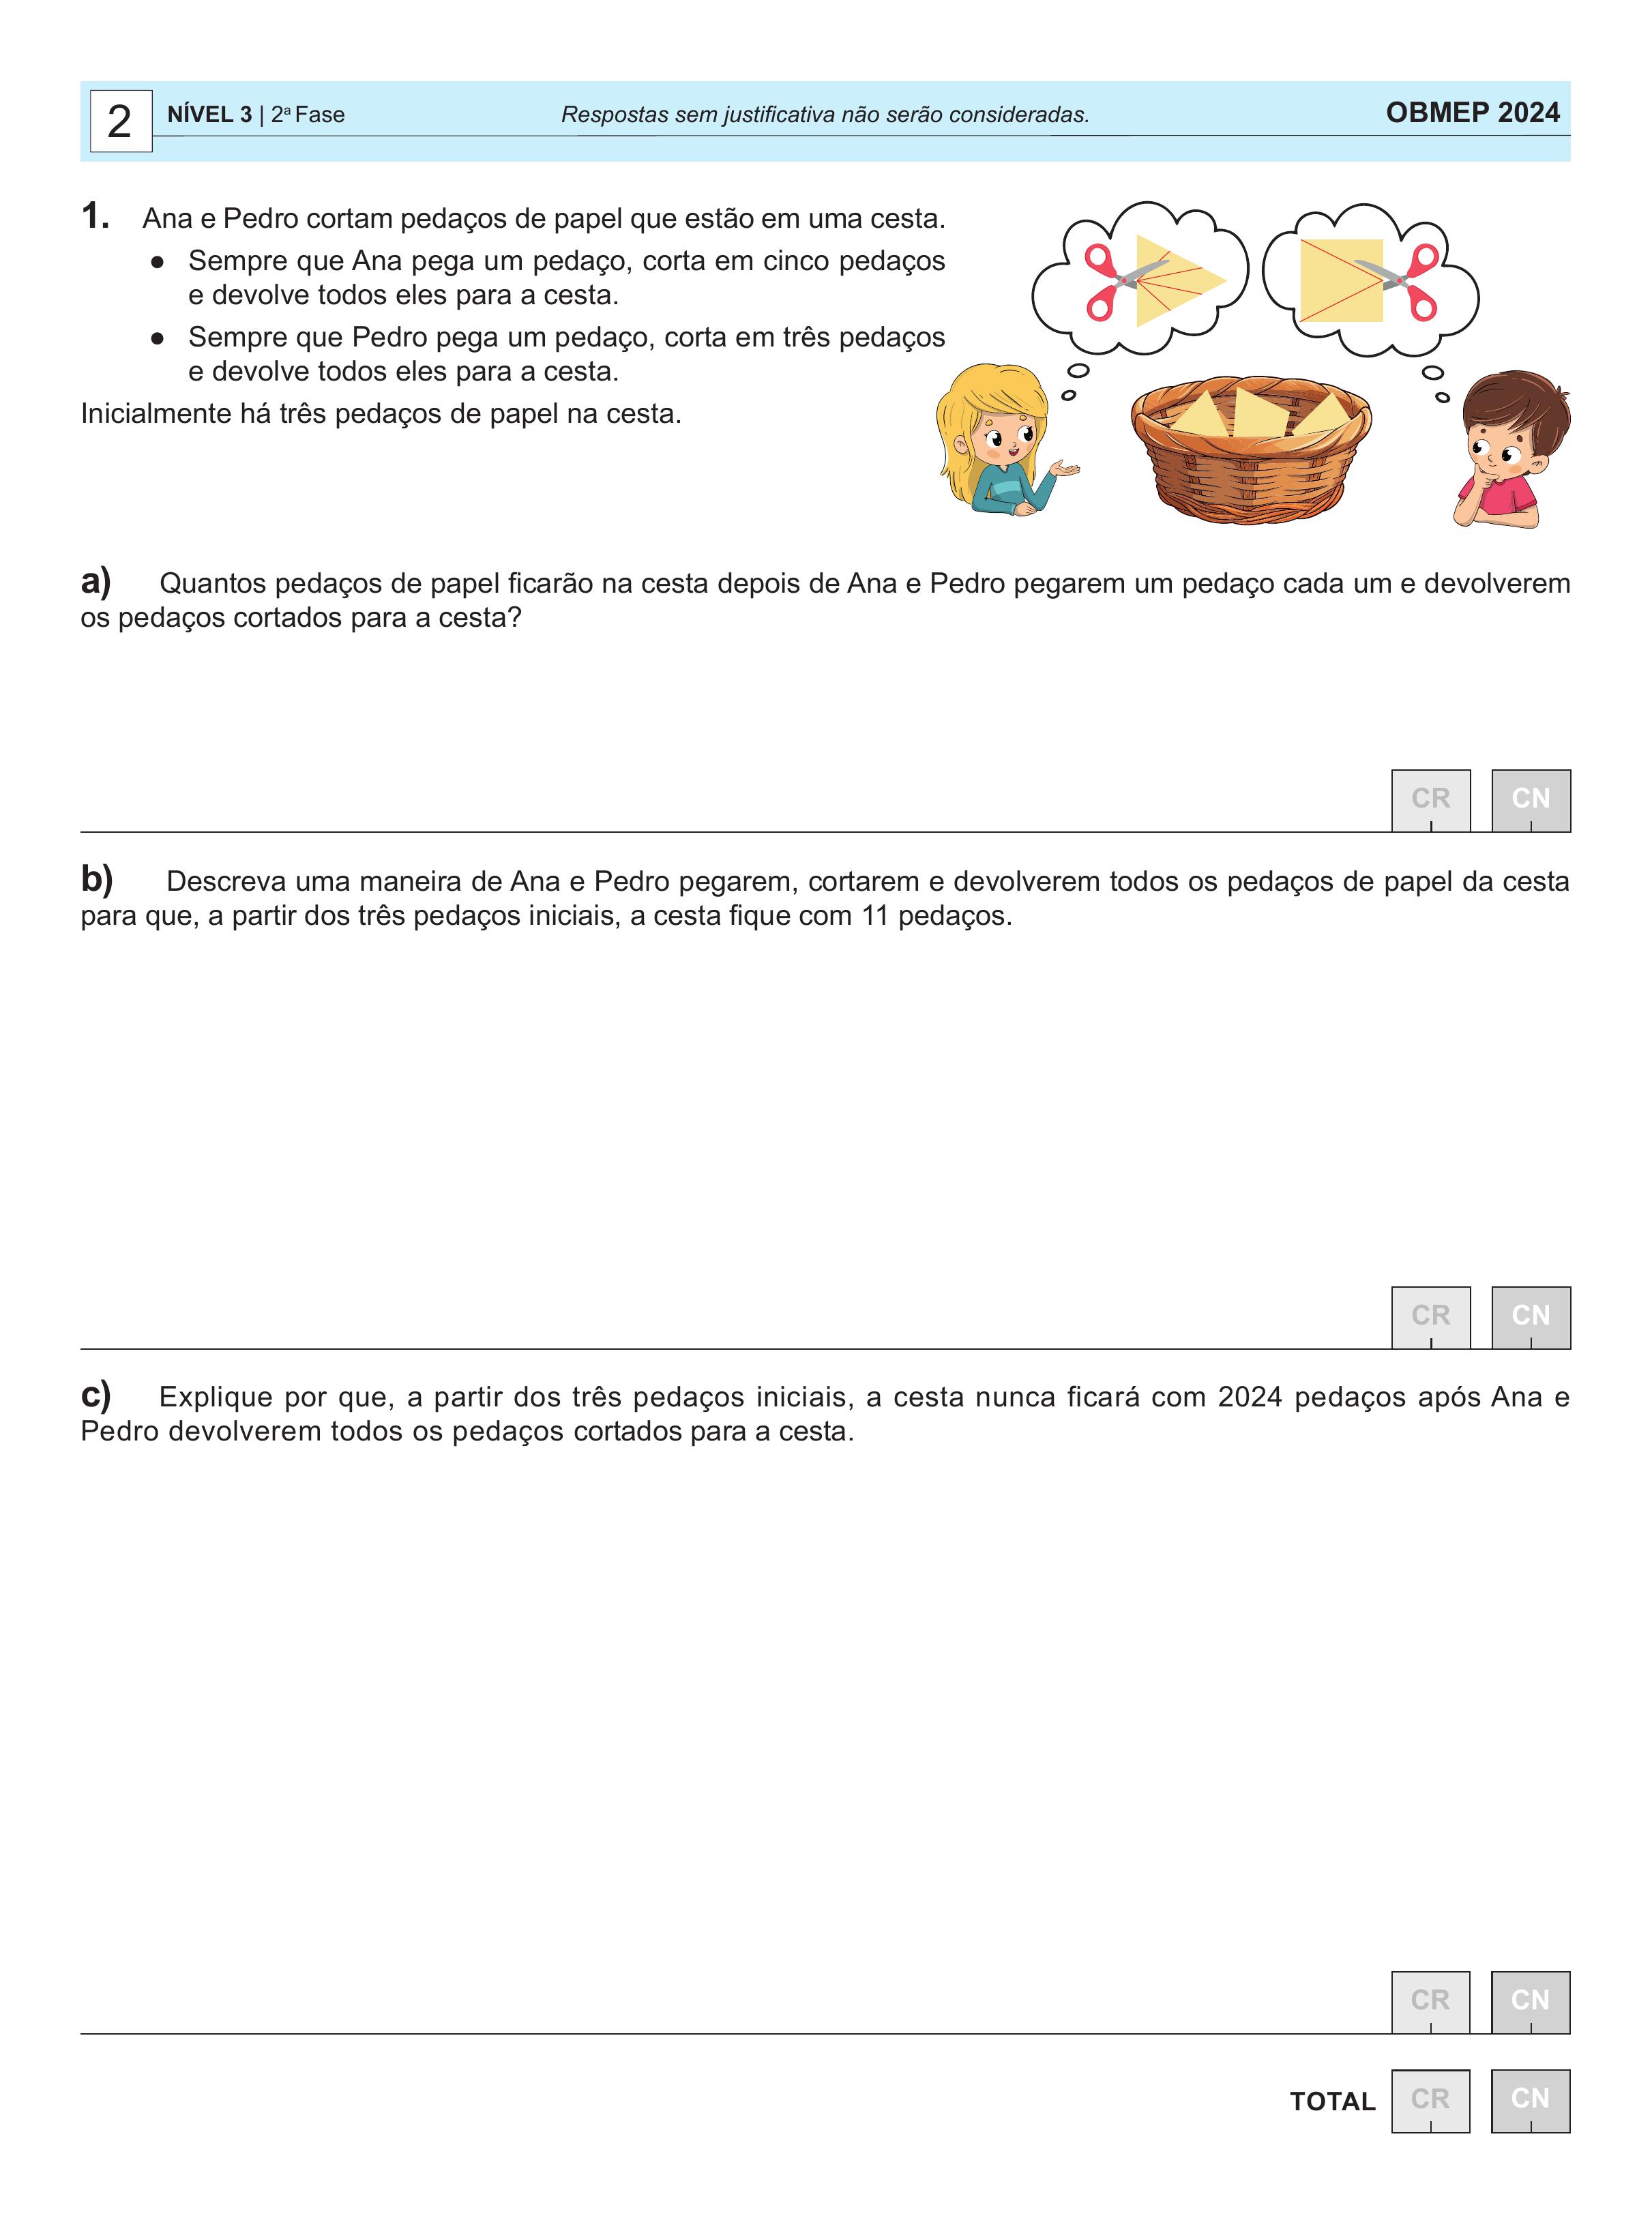 2 NÍVEL 3 | 2ª Fase Respostas sem justificativa não serão consideradas. OBMEP 2024
1. Ana e Pedro cortam pedaços de papel que estão em uma cesta.
● Sempre que Ana pega um pedaço, corta em cinco pedaços
e devolve todos eles para a cesta.
● Sempre que Pedro pega um pedaço, corta em três pedaços
e devolve todos eles para a cesta.
Inicialmente há três pedaços de papel na cesta.
a) Quantos pedaços de papel ficarão na cesta depois de Ana e Pedro pegarem um pedaço cada um e devolverem
os pedaços cortados para a cesta?
CR CN
b) Descreva uma maneira de Ana e Pedro pegarem, cortarem e devolverem todos os pedaços de papel da cesta
para que, a partir dos três pedaços iniciais, a cesta fique com 11 pedaços.
CR CN
c) Explique por que, a partir dos três pedaços iniciais, a cesta nunca ficará com 2024 pedaços após Ana e
Pedro devolverem todos os pedaços cortados para a cesta.
CR CN
TOTAL CR CN